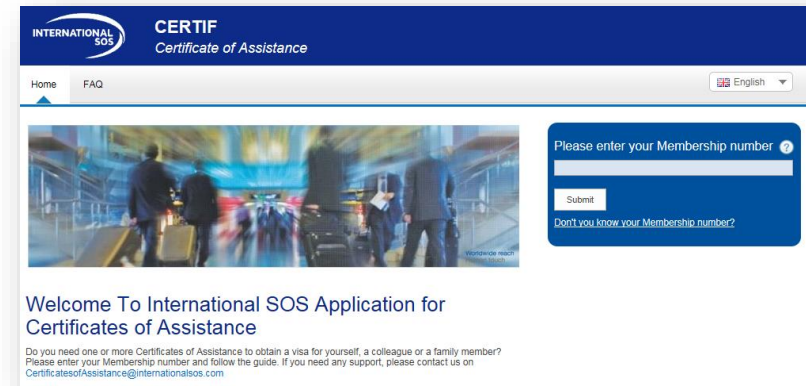 INTERNATIONAL
SOS
CERTIF
Certificate of Assistance
Home
FAQ
English
Please enter your Membership number ?
Submit
Don't you know your Membership number?
Worldwide reach
Human touch
Welcome To International SOS Application for
Certificates of Assistance
Do you need one or more Certificates of Assistance to obtain a visa for yourself, a colleague or a family member?
Please enter your Membership number and follow the guide. If you need any support, please contact us on
CertificatesofAssistance@internationalsos.com